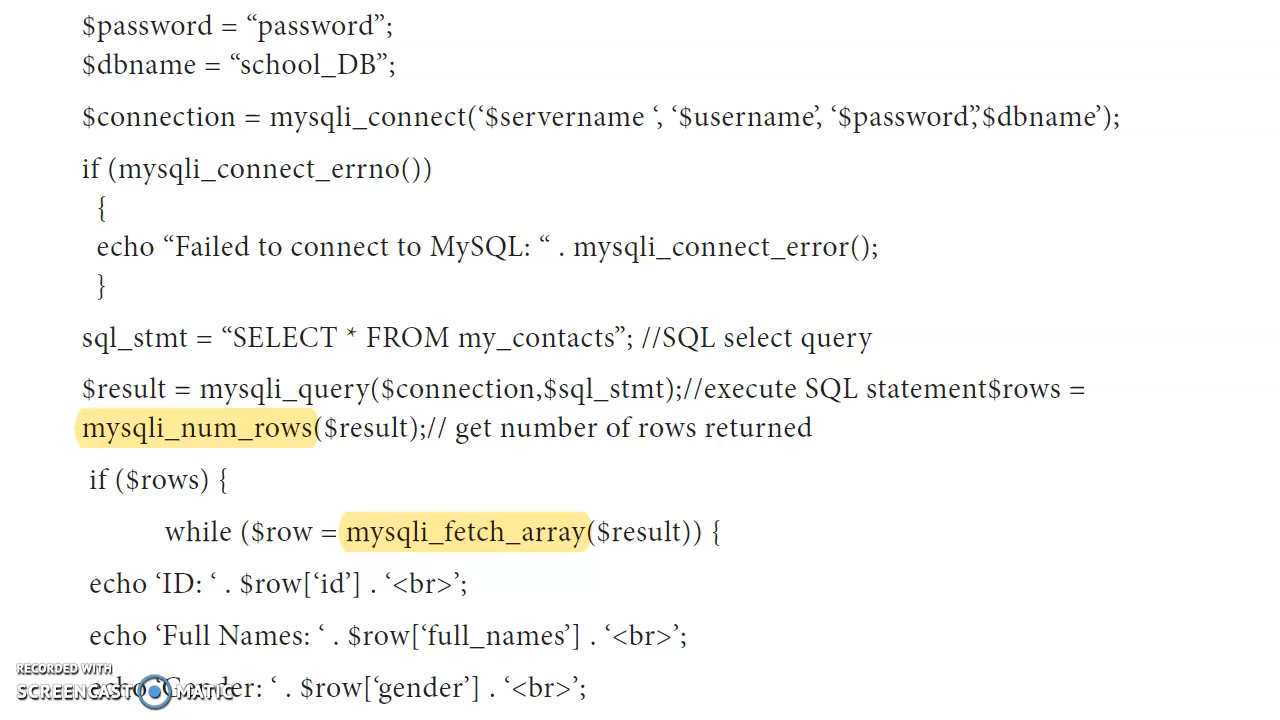 $password = “password”;
$dbname = “school_DB”;
$connection = mysqli_connect(‘$servername ‘, ‘$username’, ‘$password’,’$dbname’);
if (mysqli_connect_errno())
{
echo “Failed to connect to MySQL: “ . mysqli_connect_error();
}
sql_stmt = “SELECT * FROM my_contacts”; //SQL select query
$result = mysqli_query($connection,$sql_stmt);//execute SQL statement$rows =
mysqli_num_rows($result);// get number of rows returned
if ($rows) {
while ($row = mysqli_fetch_array($result)) {
echo ‘ID: ‘ . $row[‘id’] . ‘<br>’;
echo ‘Full Names: ‘ . $row[‘full_names’] . ‘<br>’;
echo ‘Gender: ‘ . $row[‘gender’] . ‘<br>’;
RECORDED WITH
SCREENCAST MATIC